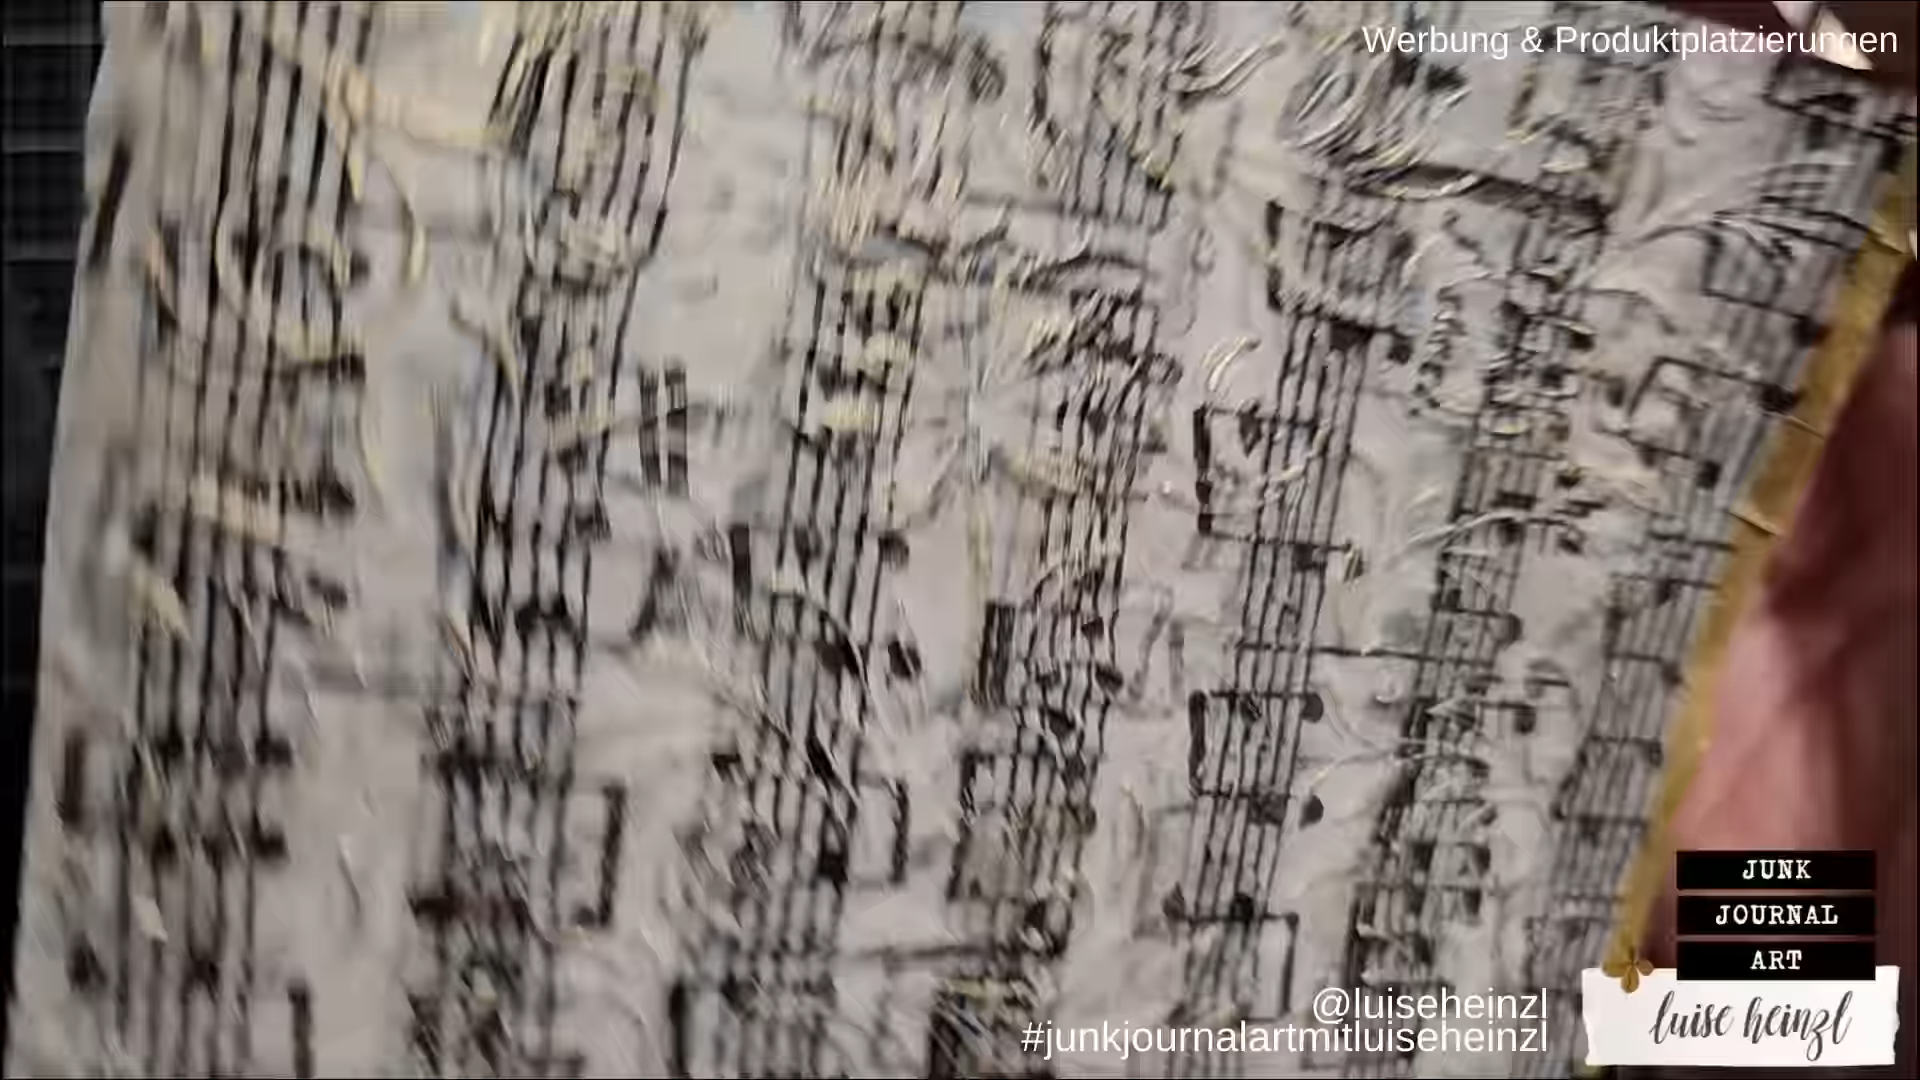 Werbung & Produktplatzierungen
JUNK
JOURNAL
ART
@luiseheinzl
#junkjournalartmitluiseheinzl
luise heinzl